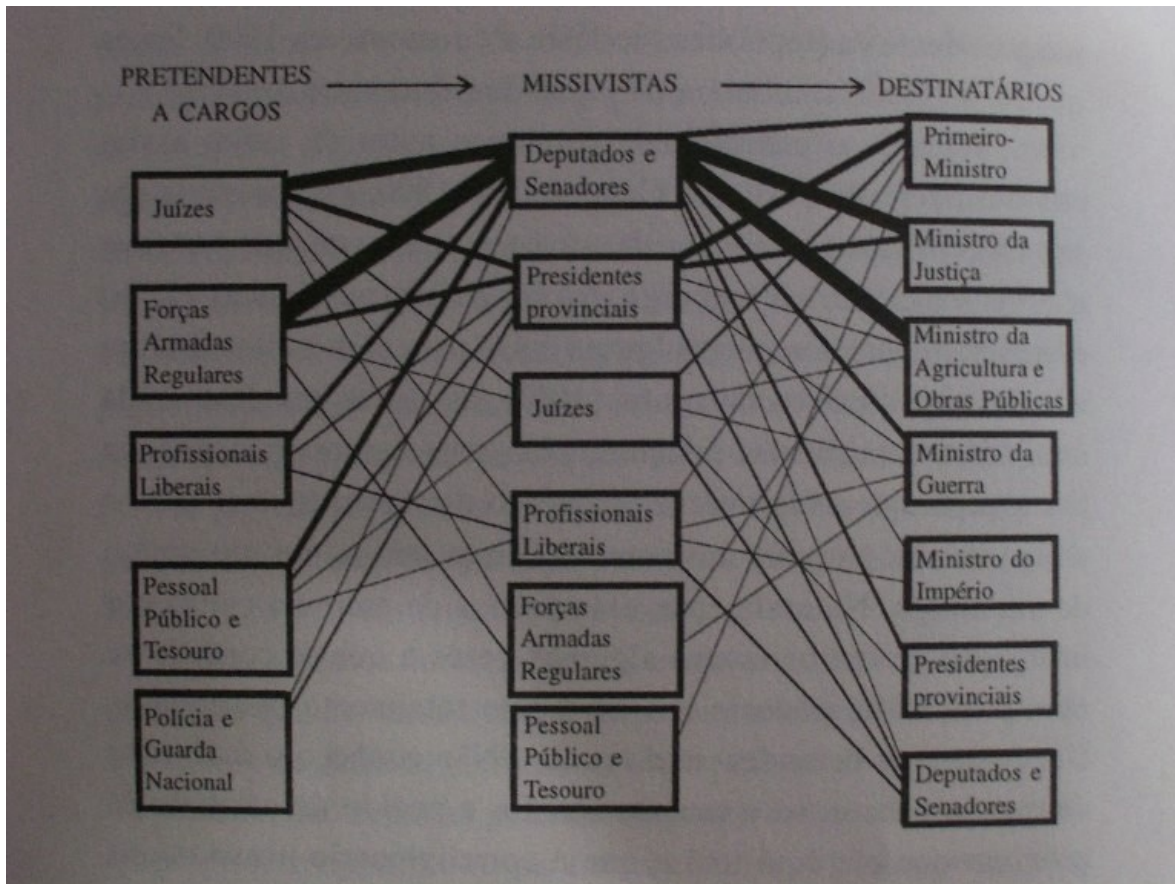 PRETENDENTES
A CARGOS
MISSIVISTAS
DESTINATÁRIOS
Juízes
Forças
Armadas
Regulares
Profissionais
Liberais
Pessoal
Público e
Tesouro
Polícia e
Guarda
Nacional
Deputados e
Senadores
Presidentes
provinciais
Juízes
Profissionais
Liberais
Forças
Armadas
Regulares
Pessoal
Público e
Tesouro
Primeiro-
Ministro
Ministro da
Justiça
Ministro da
Agricultura e
Obras Públicas
Ministro da
Guerra
Ministro do
Império
Presidentes
provinciais
Deputados e
Senadores